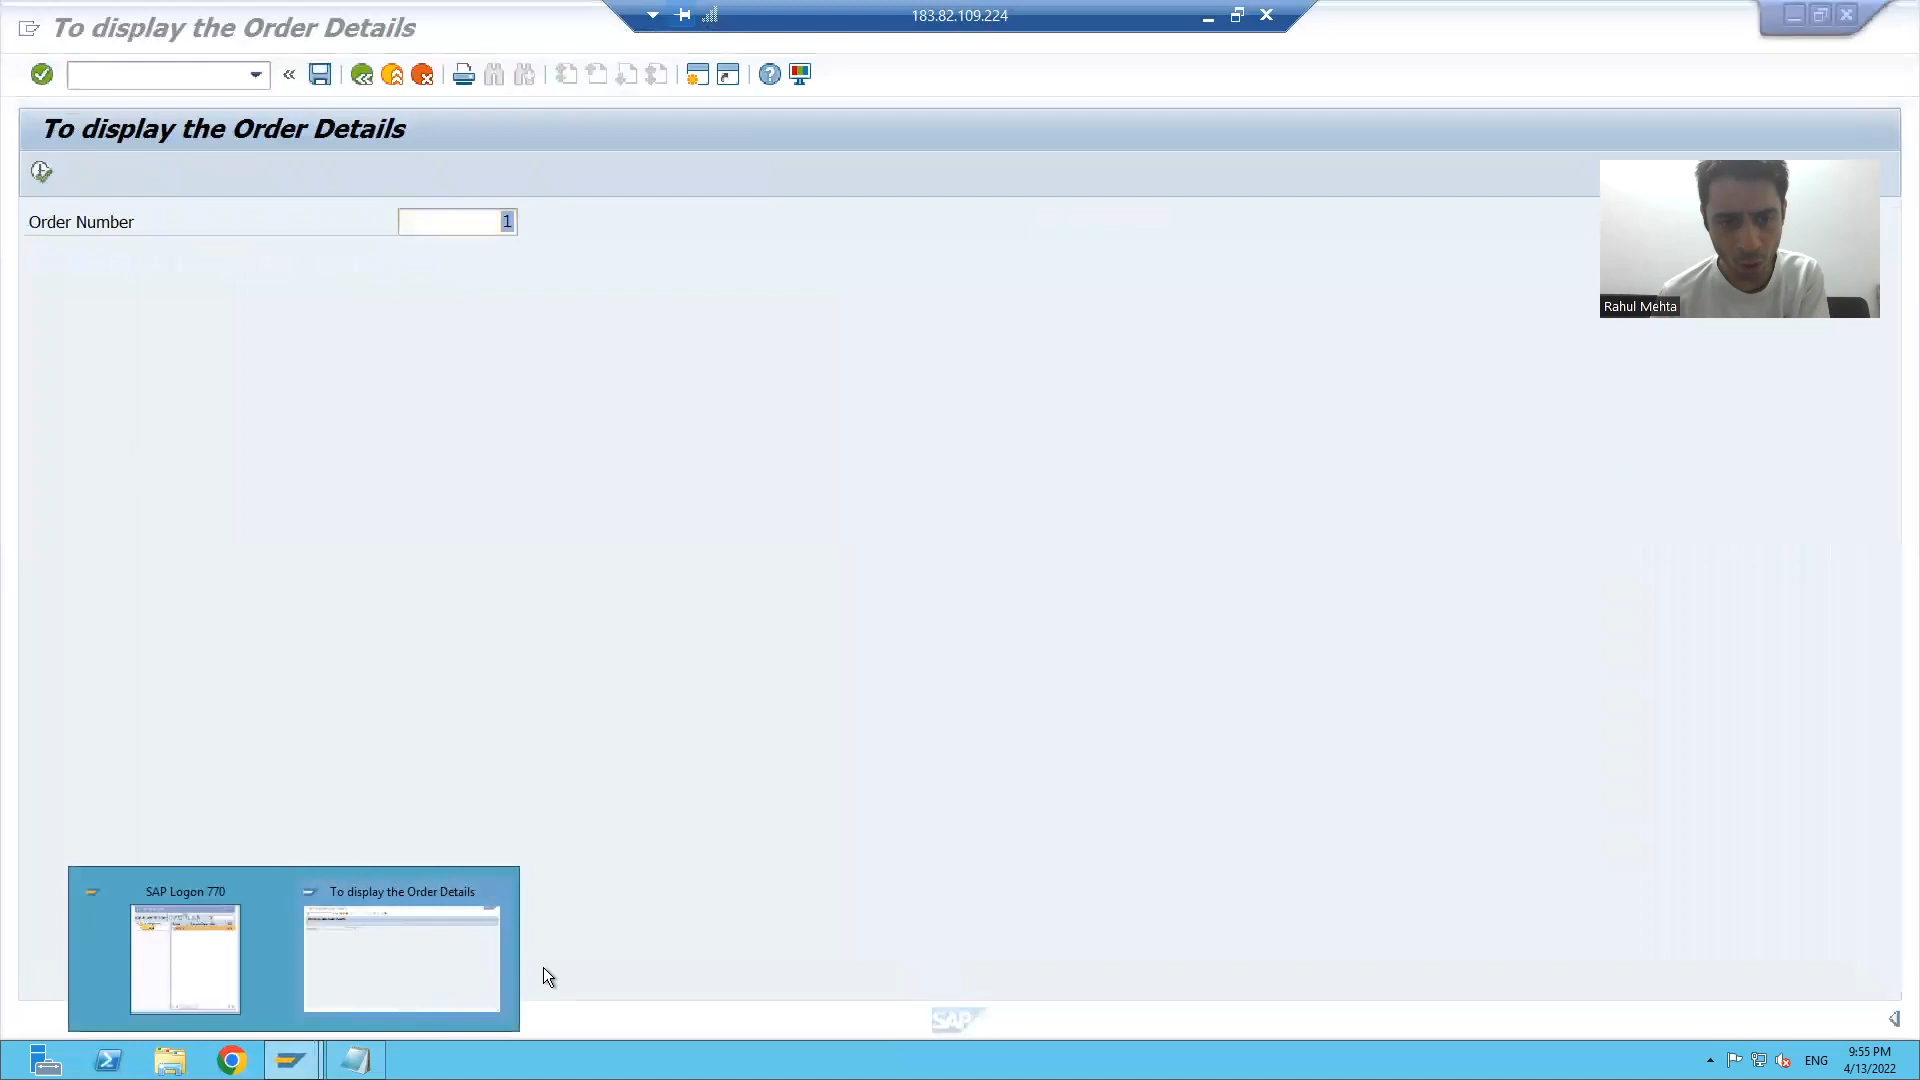 To display the Order Details
183.82.109.224
To display the Order Details
Order Number
1
Rahul Mehta
SAP Logon 770
To display the Order Details
SAP
ENG
9:55 PM
4/13/2022